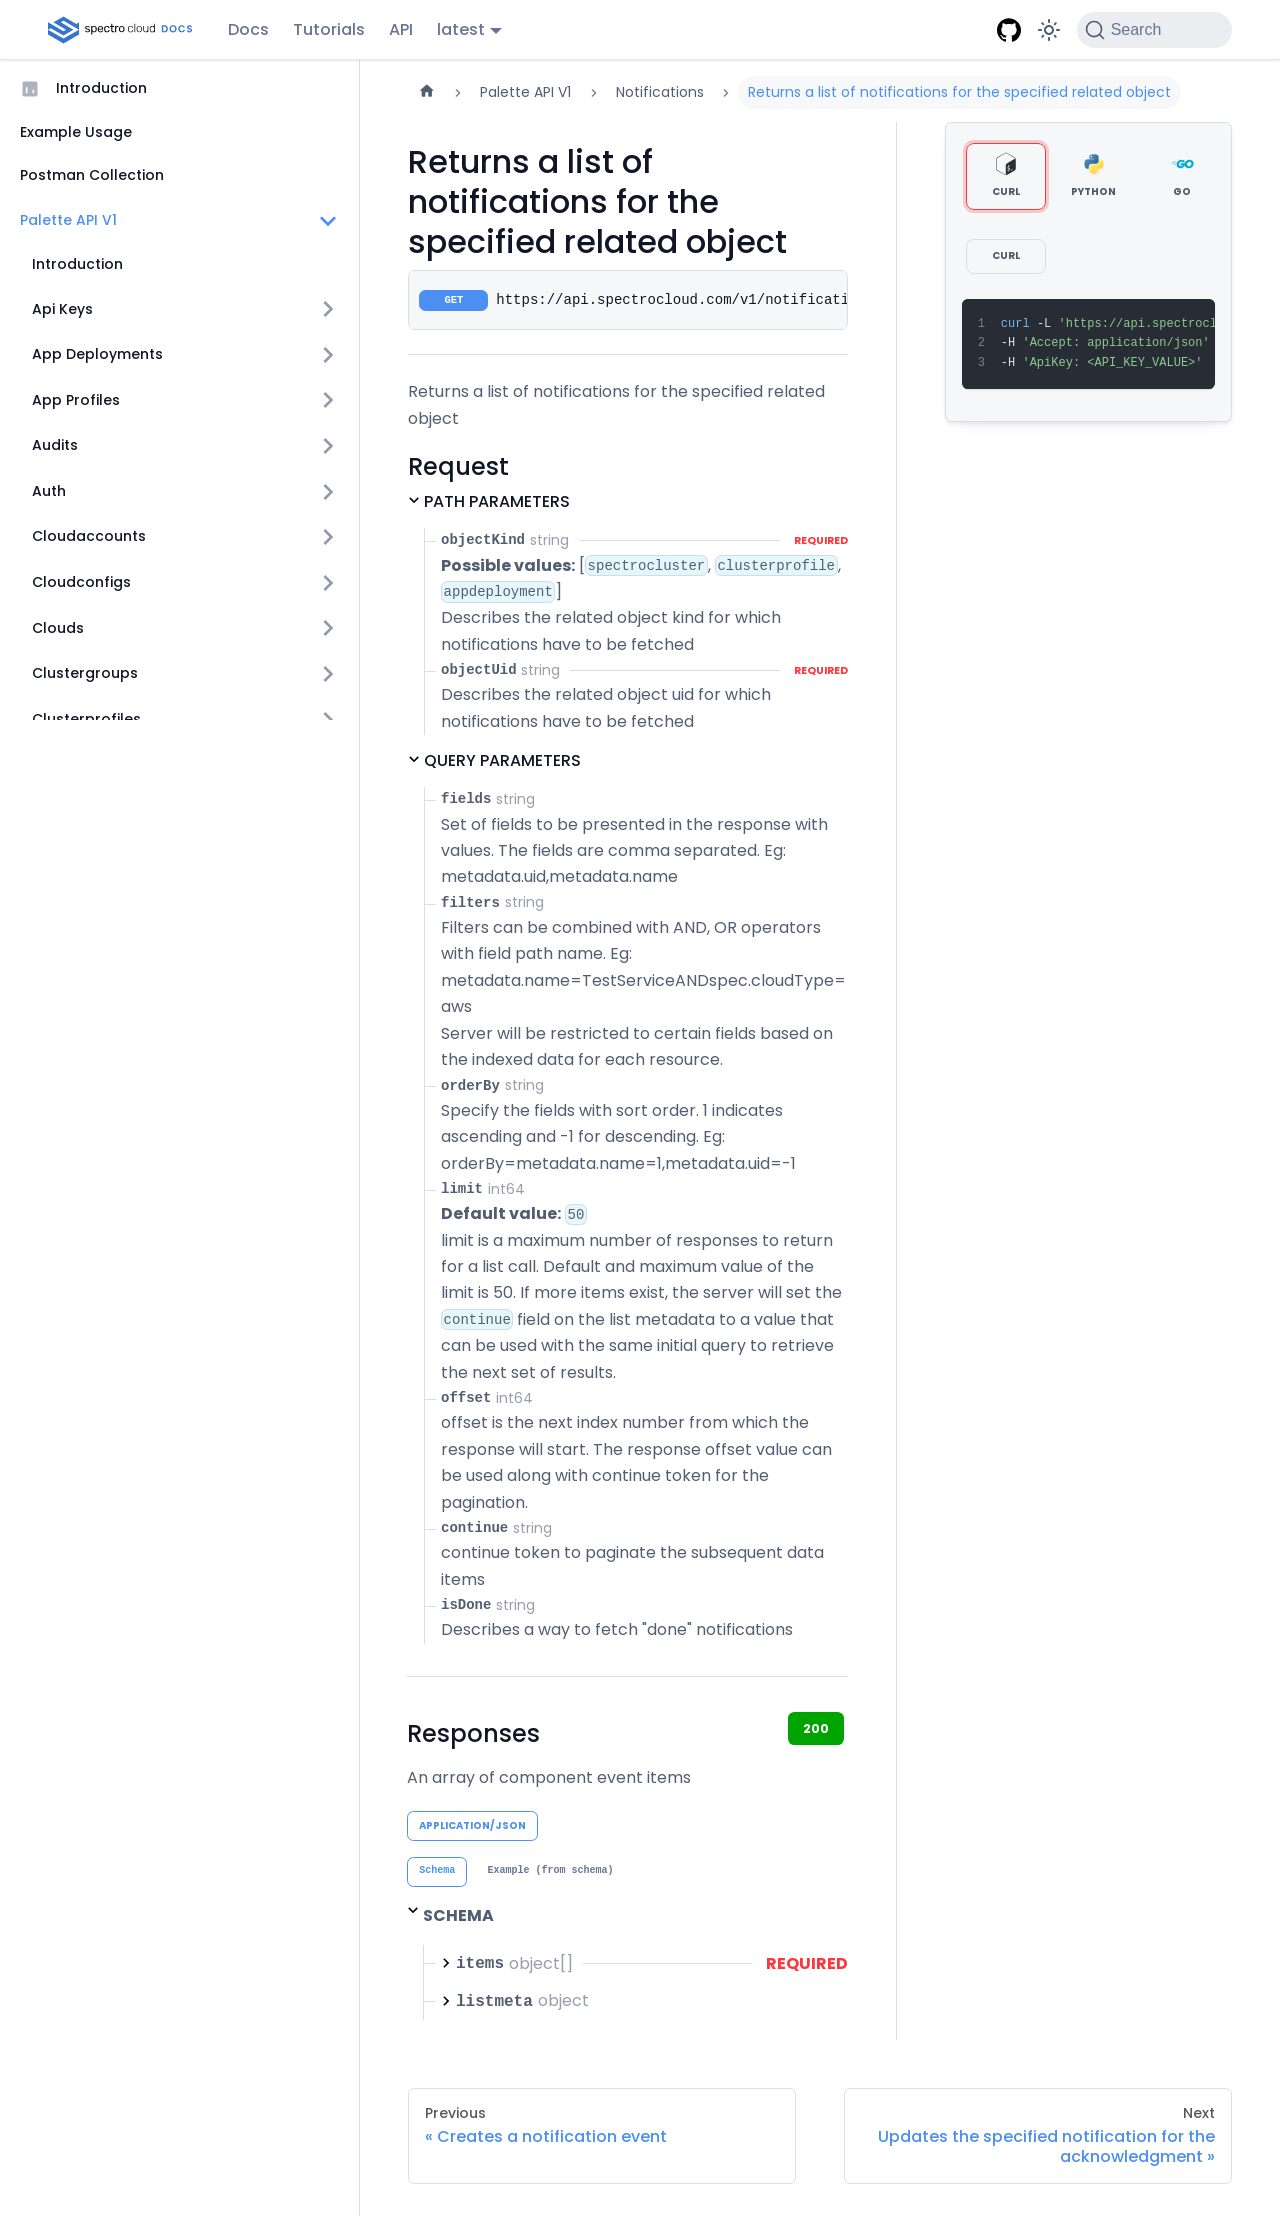 spectro cloud DOCS
Docs
Tutorials
API
latest
Search
Introduction
Example Usage
Postman Collection
Palette API V1
Introduction
Api Keys
App Deployments
App Profiles
Audits
Auth
Cloudaccounts
Cloudconfigs
Clouds
Clustergroups
Clusterprofiles
Palette API V1
Notifications
Returns a list of notifications for the specified related object
Returns a list of
notifications for the
specified related object
GET https://api.spectrocloud.com/v1/notificati
Returns a list of notifications for the specified related
object
Request
PATH PARAMETERS
objectKind string REQUIRED
Possible values: [spectrocluster, clusterprofile,
appdeployment]
Describes the related object kind for which
notifications have to be fetched
objectUid string REQUIRED
Describes the related object uid for which
notifications have to be fetched
QUERY PARAMETERS
fields string
Set of fields to be presented in the response with
values. The fields are comma separated. Eg:
metadata.uid,metadata.name
filters string
Filters can be combined with AND, OR operators
with field path name. Eg:
metadata.name=TestServiceANDspec.cloudType=
aws
Server will be restricted to certain fields based on
the indexed data for each resource.
orderBy string
Specify the fields with sort order. 1 indicates
ascending and -1 for descending. Eg:
orderBy=metadata.name=1,metadata.uid=-1
limit int64
Default value: 50
limit is a maximum number of responses to return
for a list call. Default and maximum value of the
limit is 50. If more items exist, the server will set the
continue field on the list metadata to a value that
can be used with the same initial query to retrieve
the next set of results.
offset int64
offset is the next index number from which the
response will start. The response offset value can
be used along with continue token for the
pagination.
continue string
continue token to paginate the subsequent data
items
isDone string
Describes a way to fetch "done" notifications
Responses
200
An array of component event items
APPLICATION/JSON
Schema
Example (from schema)
SCHEMA
items object[] REQUIRED
listmeta object
CURL
PYTHON
GO
CURL
1 curl -L 'https://api.spectrocl
2 -H 'Accept: application/json'
3 -H 'ApiKey: <API_KEY_VALUE>'
Previous
« Creates a notification event
Next
Updates the specified notification for the
acknowledgment »